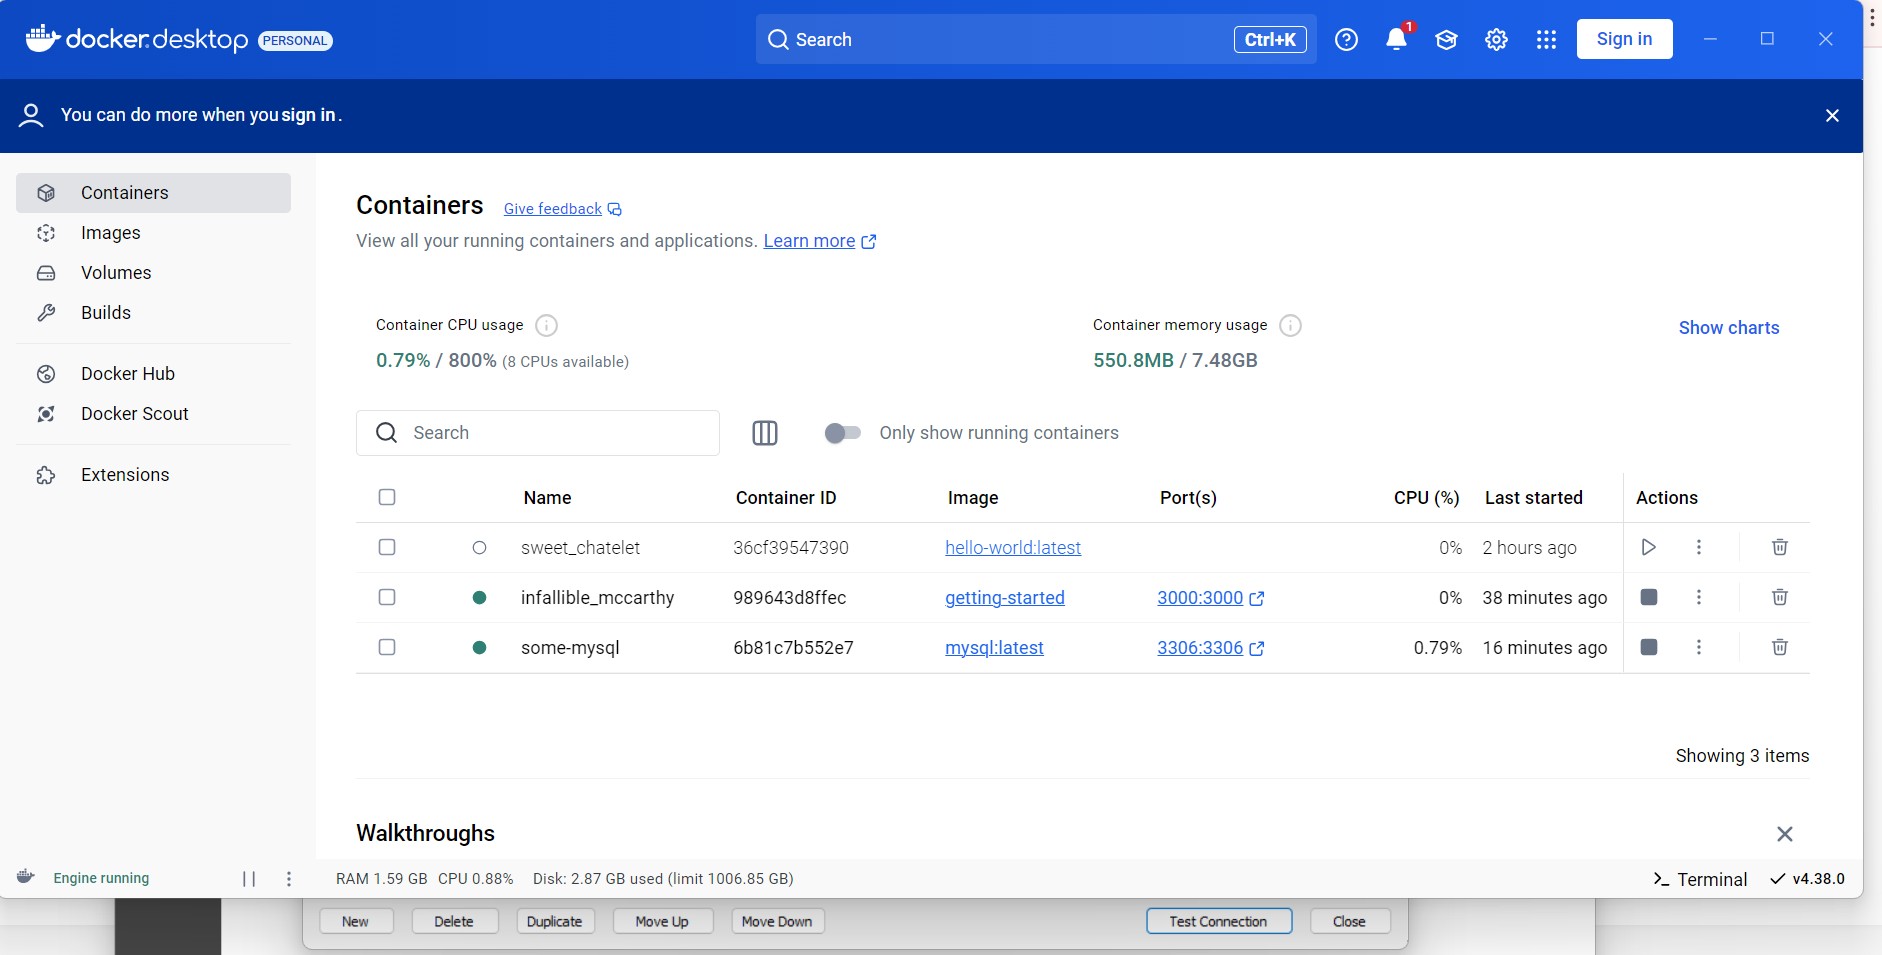 docker.desktop PERSONAL Search Ctrl+K 1 Sign in
You can do more when you sign in.
Containers
Images
Volumes
Builds
Docker Hub
Docker Scout
Extensions
Containers Give feedback
View all your running containers and applications. Learn more
Container CPU usage
0.79% / 800% (8 CPUs available)
Container memory usage
550.8MB / 7.48GB
Show charts
Search Only show running containers
Name Container ID Image Port(s) CPU (%) Last started Actions
sweet_chatelet 36cf39547390 hello-world:latest 0% 2 hours ago
infallible_mccarthy 989643d8ffec getting-started 3000:3000 0% 38 minutes ago
some-mysql 6b81c7b552e7 mysql:latest 3306:3306 0.79% 16 minutes ago
Showing 3 items
Walkthroughs
Engine running RAM 1.59 GB CPU 0.88% Disk: 2.87 GB used (limit 1006.85 GB) Terminal v4.38.0
New Delete Duplicate Move Up Move Down Test Connection Close